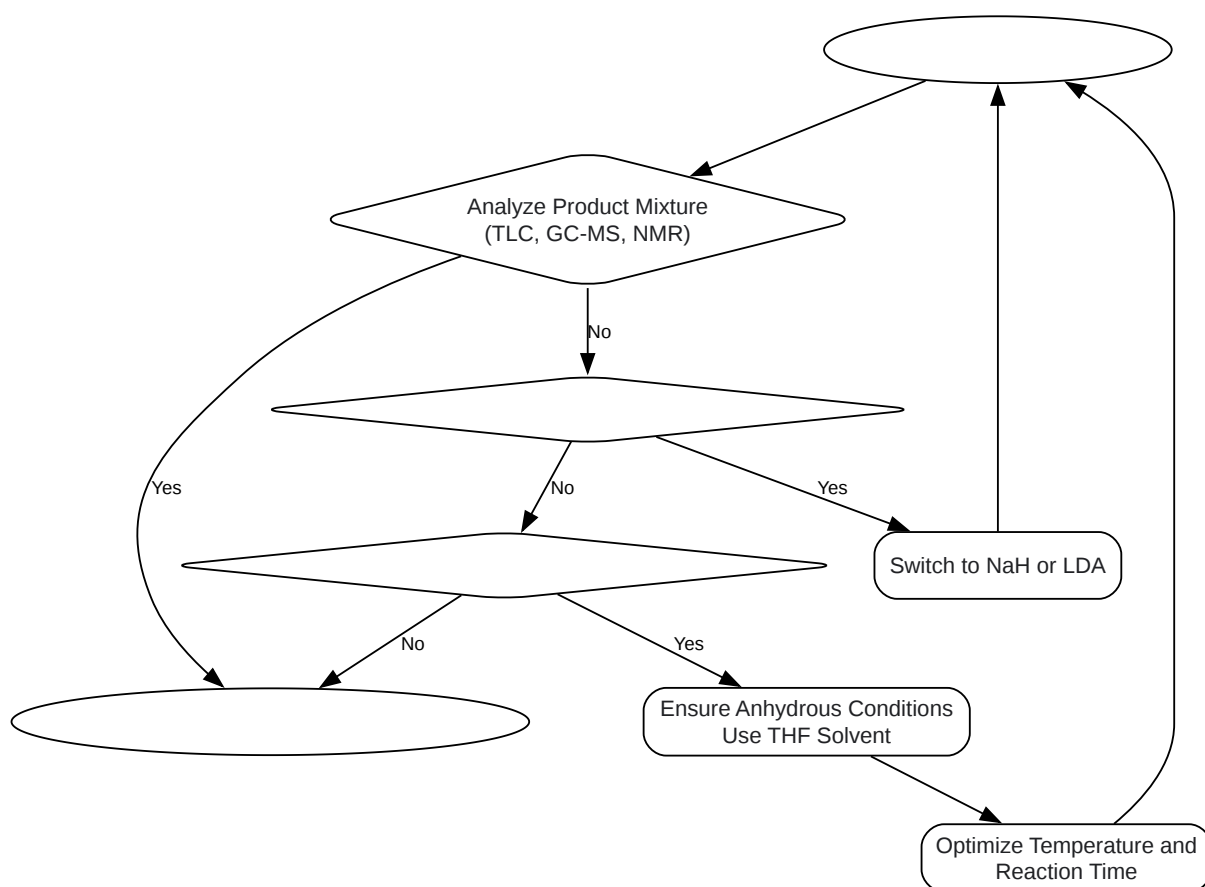 Analyze Product Mixture
(TLC, GC-MS, NMR)
No
Yes
No
Yes
Switch to NaH or LDA
No
Yes
Ensure Anhydrous Conditions
Use THF Solvent
Optimize Temperature and
Reaction Time